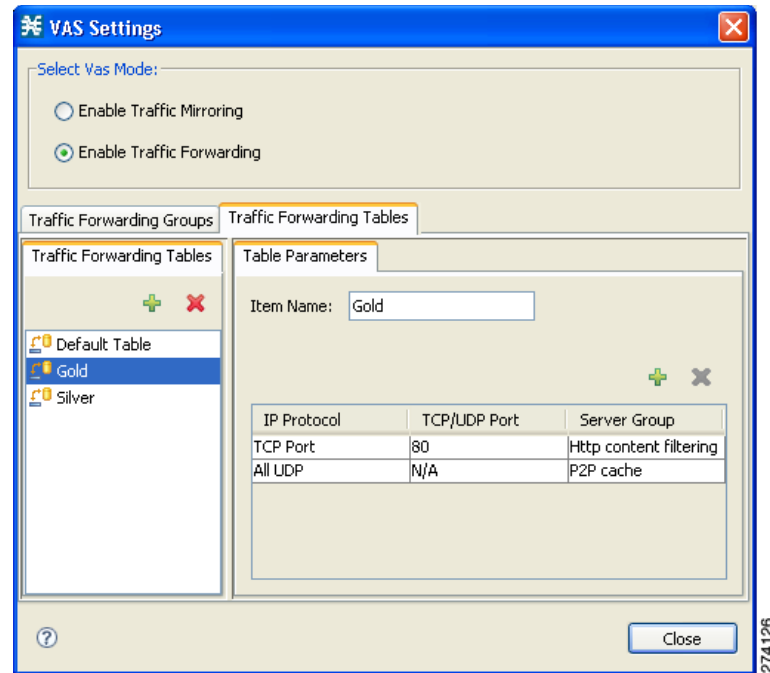 VAS Settings
Select Vas Mode:
Enable Traffic Mirroring
Enable Traffic Forwarding
Traffic Forwarding Groups
Traffic Forwarding Tables
Traffic Forwarding Tables
Default Table
Gold
Silver
Table Parameters
Item Name: Gold
IP Protocol TCP/UDP Port Server Group
TCP Port 80 Http content filtering
All UDP N/A P2P cache
?
Close
274126